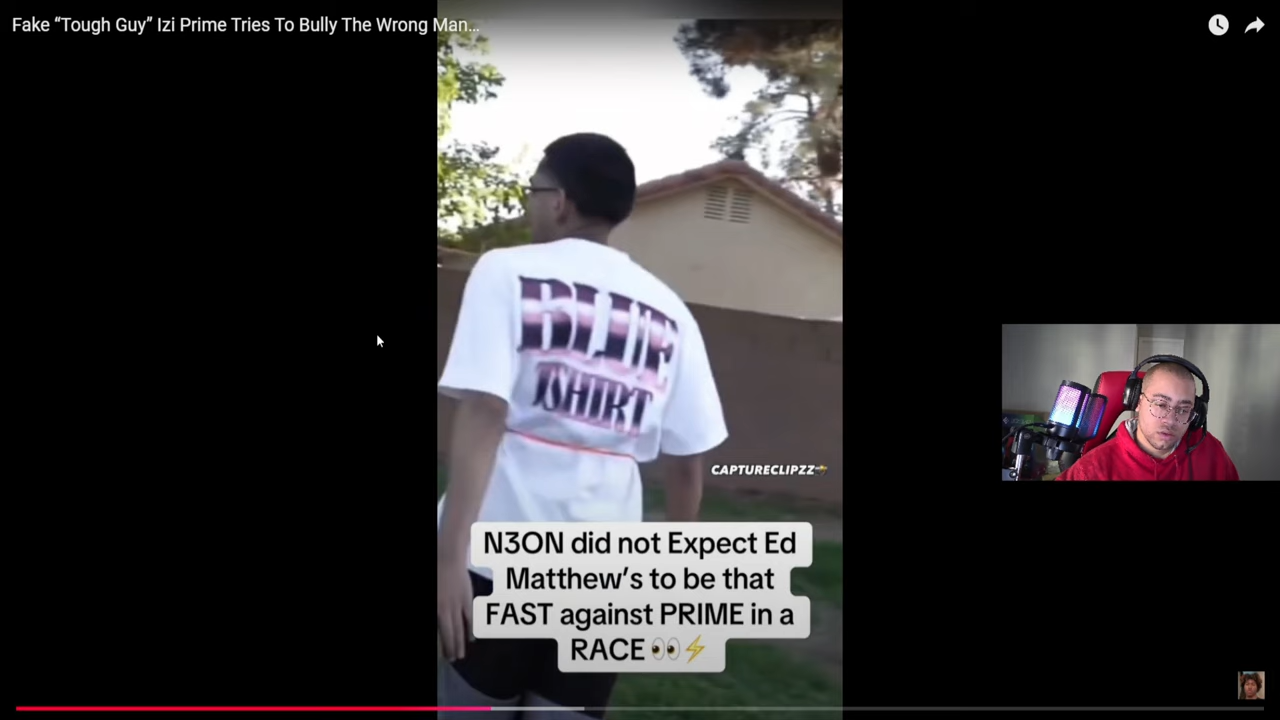 Fake “Tough Guy” Izi Prime Tries To Bully The Wrong Man...
BLUE
TSHIRT
CAPTURECLIPZZ
N3ON did not Expect Ed
Matthew’s to be that
FAST against PRIME in a
RACE 👀⚡